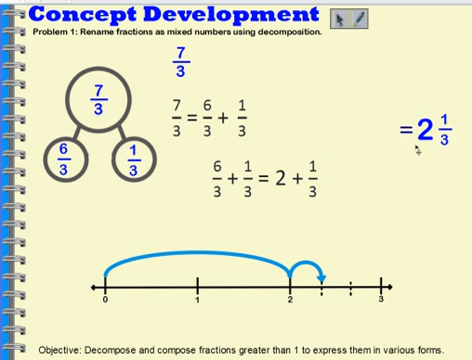 Concept Development
Problem 1: Rename fractions as mixed numbers using decomposition.
7/3
7/3
6/3
1/3
7/3 = 6/3 + 1/3
= 2 1/3
6/3 + 1/3 = 2 + 1/3
0 1 2 3
Objective: Decompose and compose fractions greater than 1 to express them in various forms.